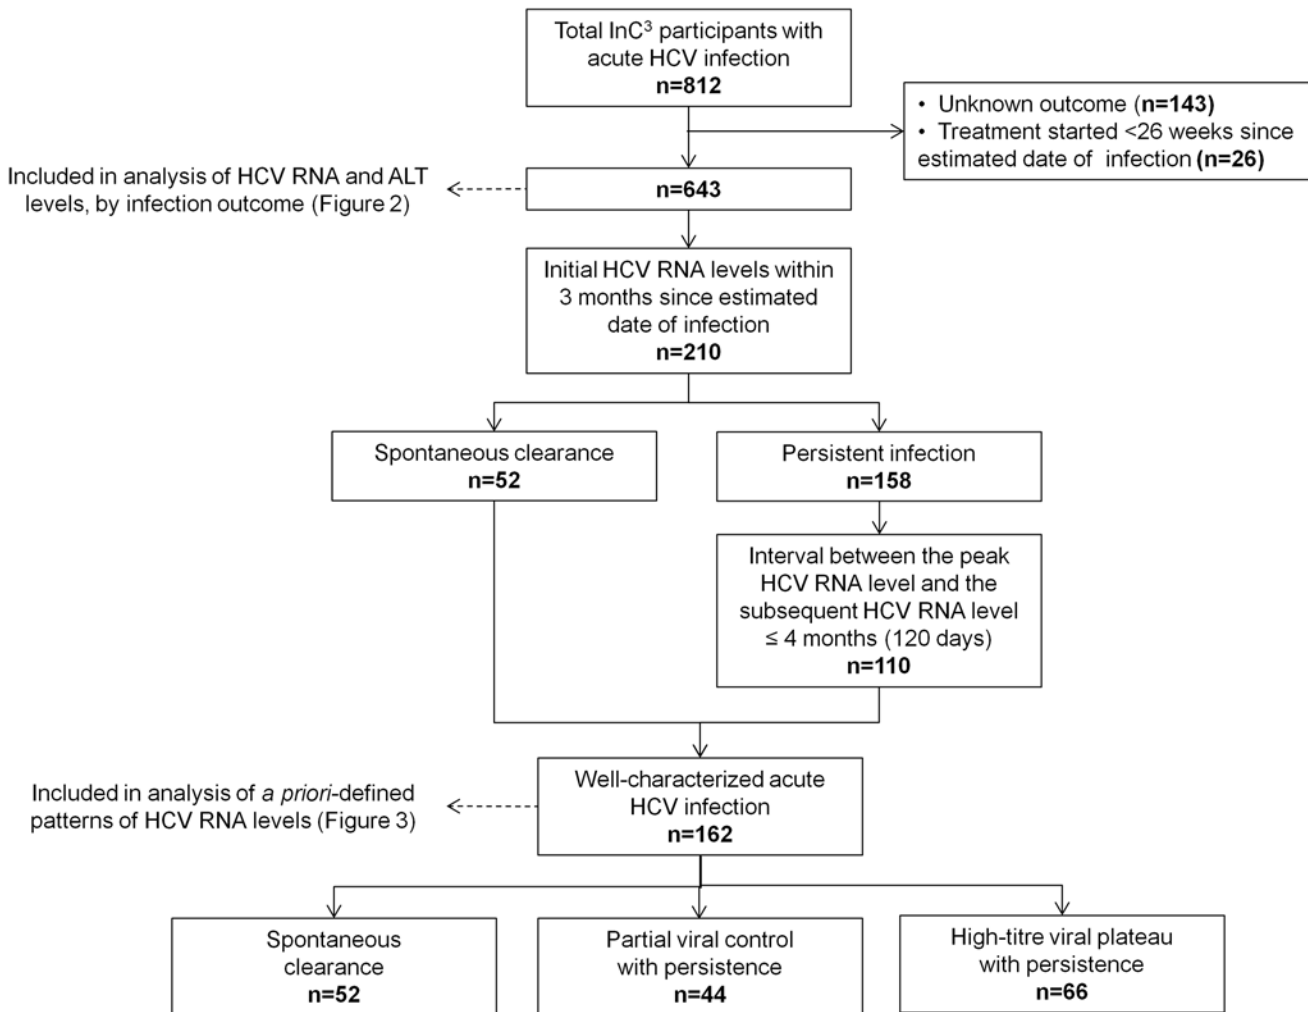 Total InC³ participants with
acute HCV infection
n=812
• Unknown outcome (n=143)
• Treatment started <26 weeks since
estimated date of infection (n=26)
Included in analysis of HCV RNA and ALT
levels, by infection outcome (Figure 2)
n=643
Initial HCV RNA levels within
3 months since estimated
date of infection
n=210
Spontaneous clearance
n=52
Persistent infection
n=158
Interval between the peak
HCV RNA level and the
subsequent HCV RNA level
≤ 4 months (120 days)
n=110
Included in analysis of a priori-defined
patterns of HCV RNA levels (Figure 3)
Well-characterized acute
HCV infection
n=162
Spontaneous
clearance
n=52
Partial viral control
with persistence
n=44
High-titre viral plateau
with persistence
n=66